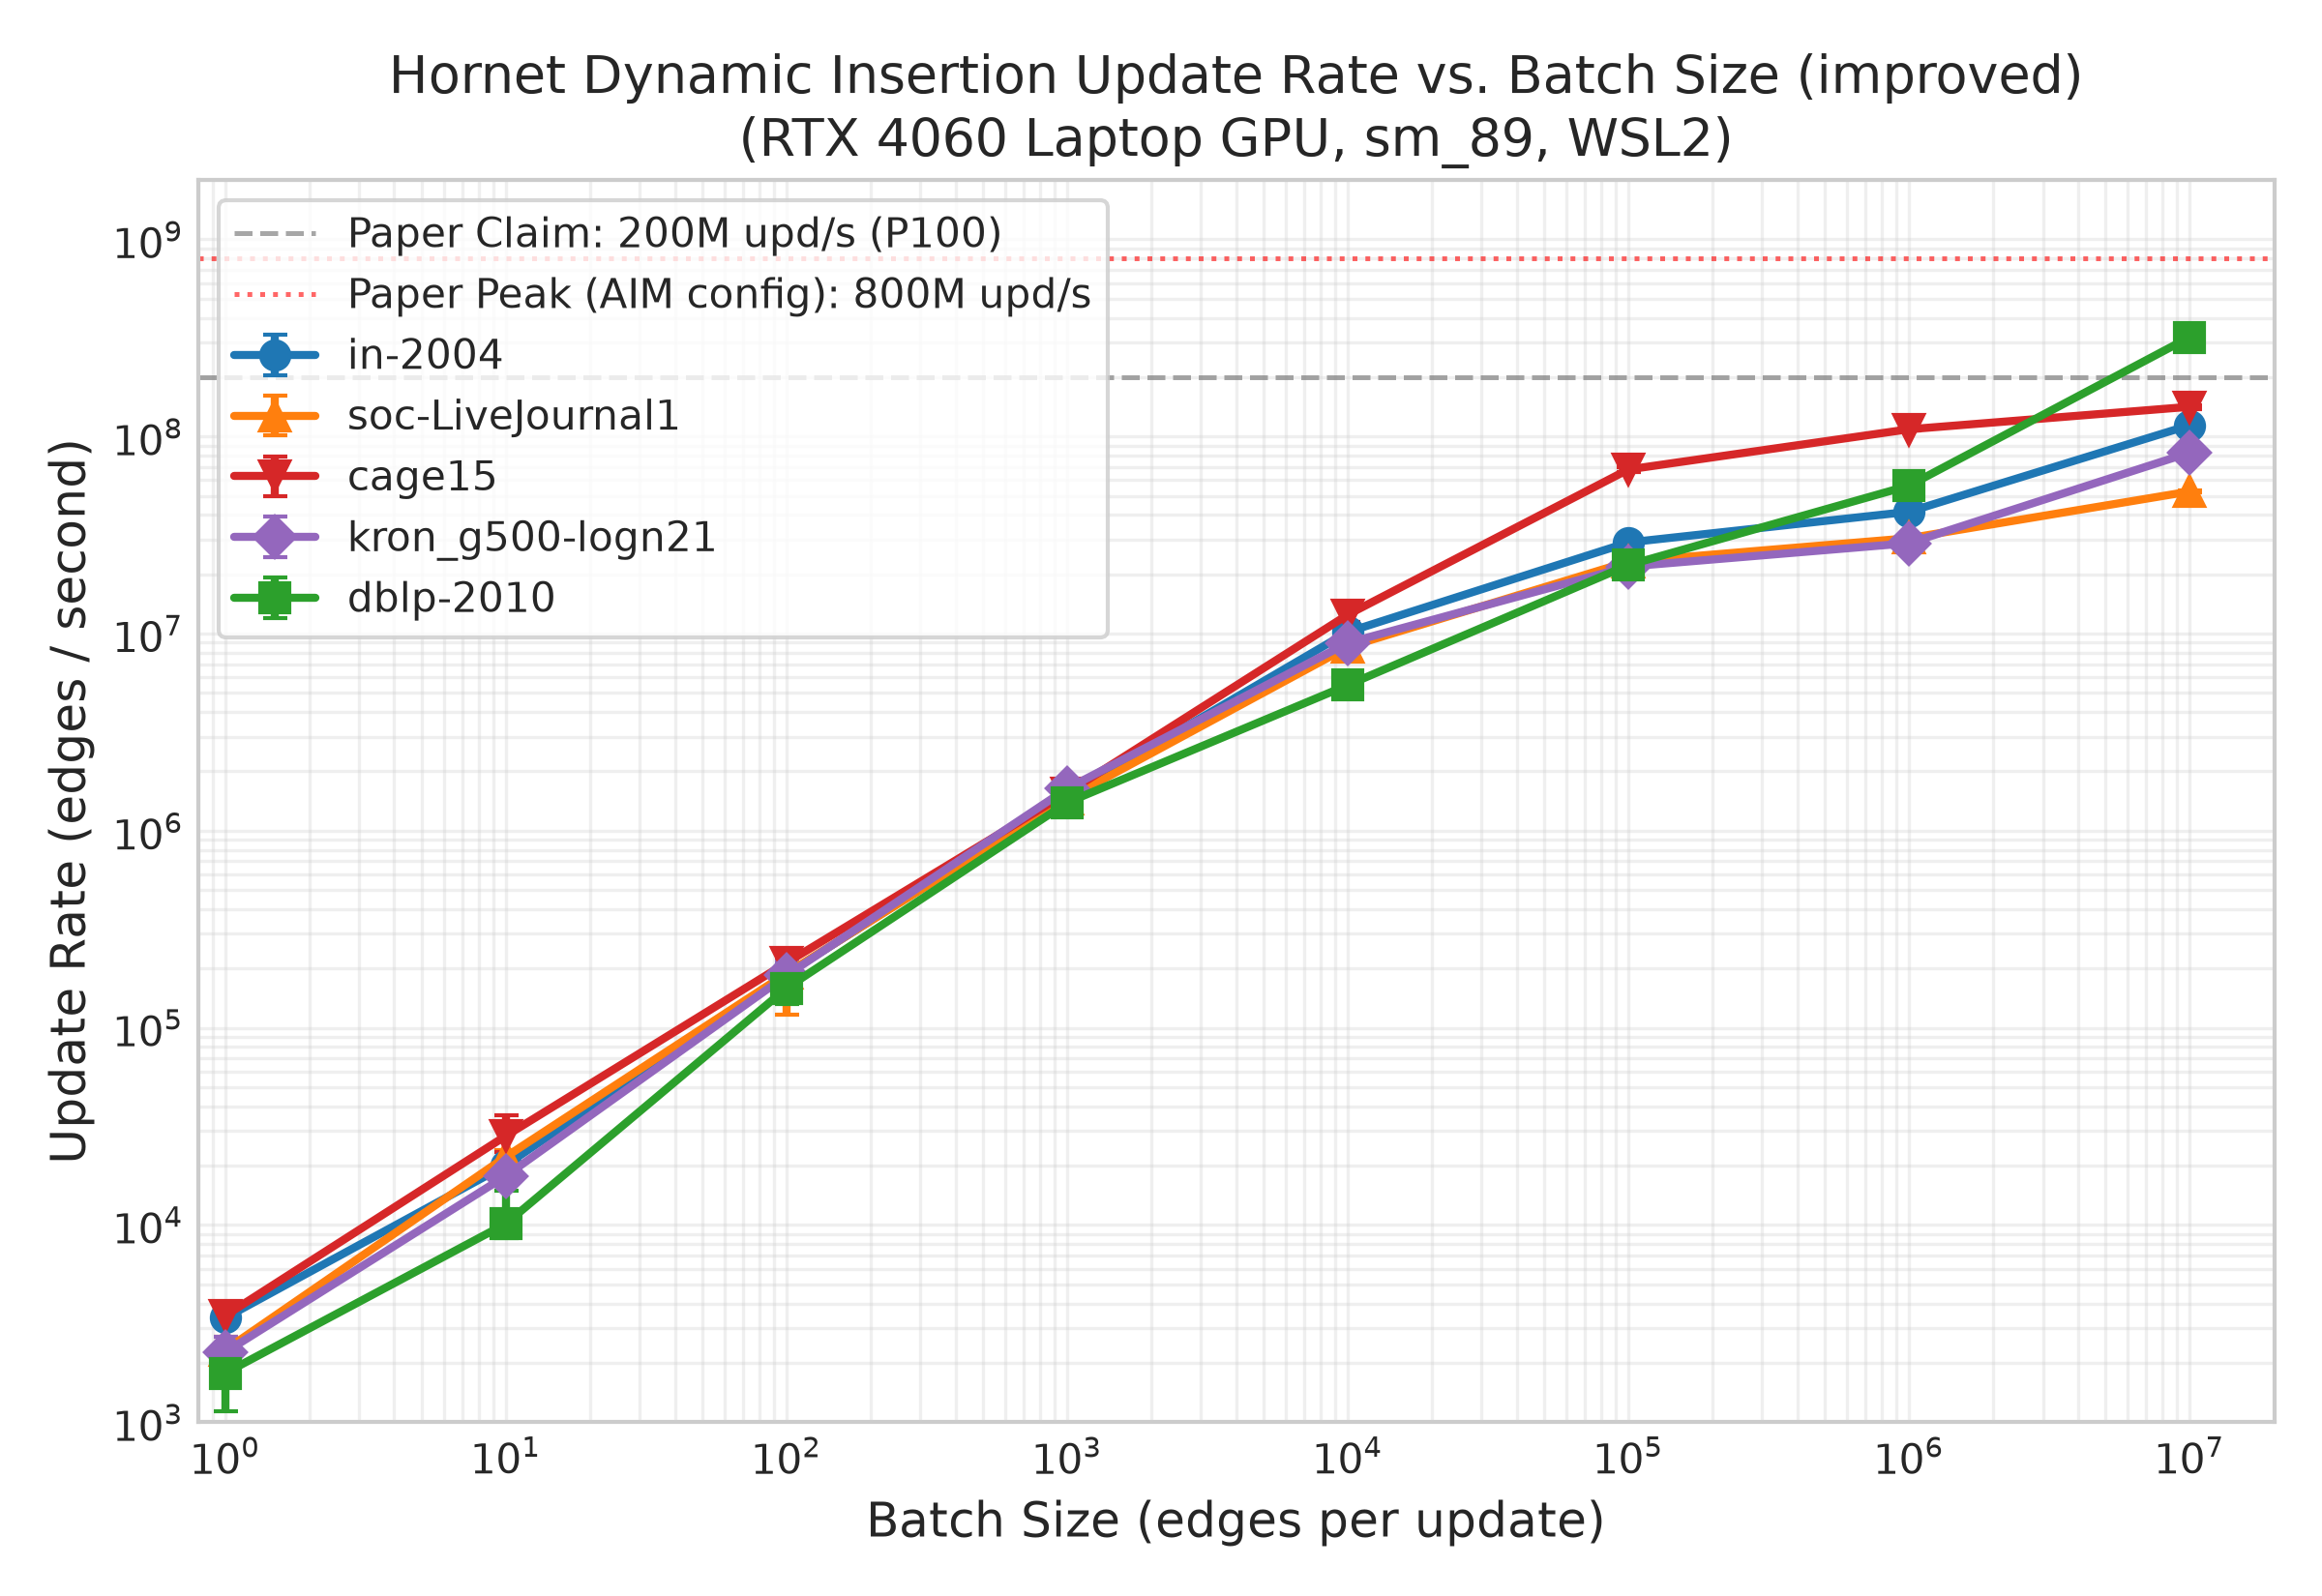 Hornet Dynamic Insertion Update Rate vs. Batch Size (improved)
(RTX 4060 Laptop GPU, sm_89, WSL2)
Paper Claim: 200M upd/s (P100)
Paper Peak (AIM config): 800M upd/s
in-2004
soc-LiveJournal1
cage15
kron_g500-logn21
dblp-2010
Update Rate (edges / second)
10⁹
10⁸
10⁷
10⁶
10⁵
10⁴
10³
10⁰ 10¹ 10² 10³ 10⁴ 10⁵ 10⁶ 10⁷
Batch Size (edges per update)